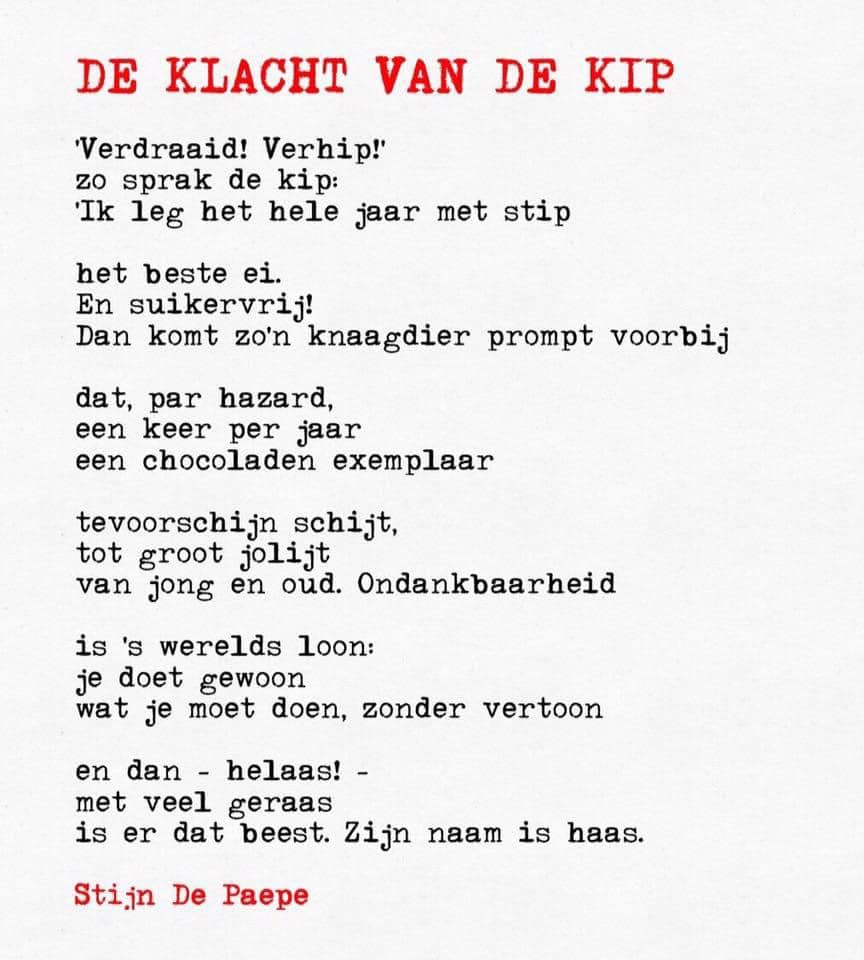 DE KLACHT VAN DE KIP
'Verdraaid! Verhip!'
zo sprak de kip:
'Ik leg het hele jaar met stip
het beste ei.
En suikervrij!
Dan komt zo'n knaagdier prompt voorbij
dat, par hazard,
een keer per jaar
een chocoladen exemplaar
tevoorschijn schijt,
tot groot jolijt
van jong en oud. Ondankbaarheid
is 's werelds loon:
je doet gewoon
wat je moet doen, zonder vertoon
en dan - helaas! -
met veel geraas
is er dat beest. Zijn naam is haas.
Stijn De Paepe